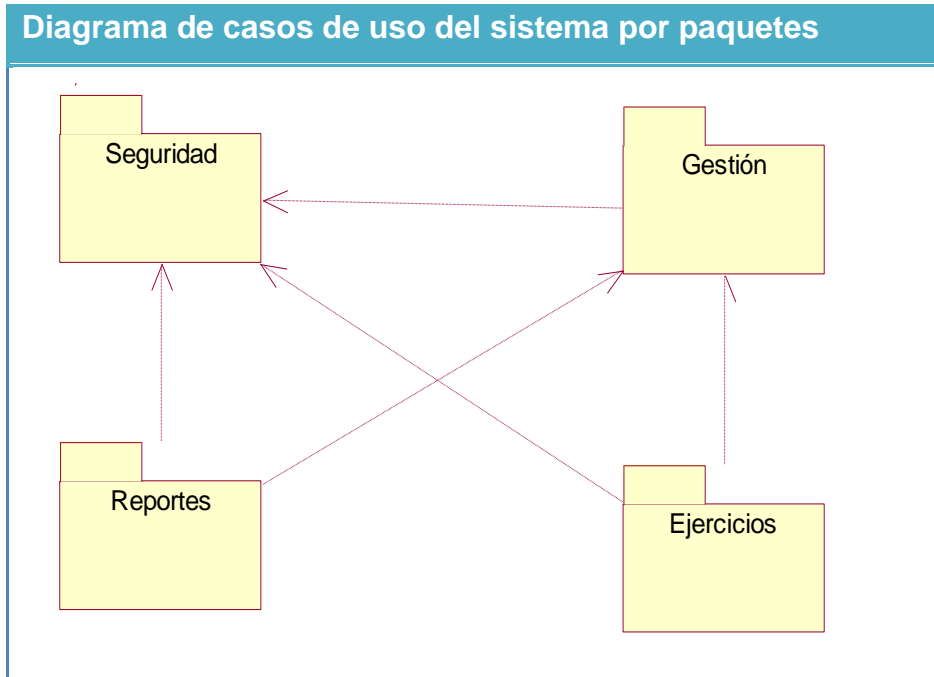 Diagrama de casos de uso del sistema por paquetes
Seguridad
Gestión
Reportes
Ejercicios